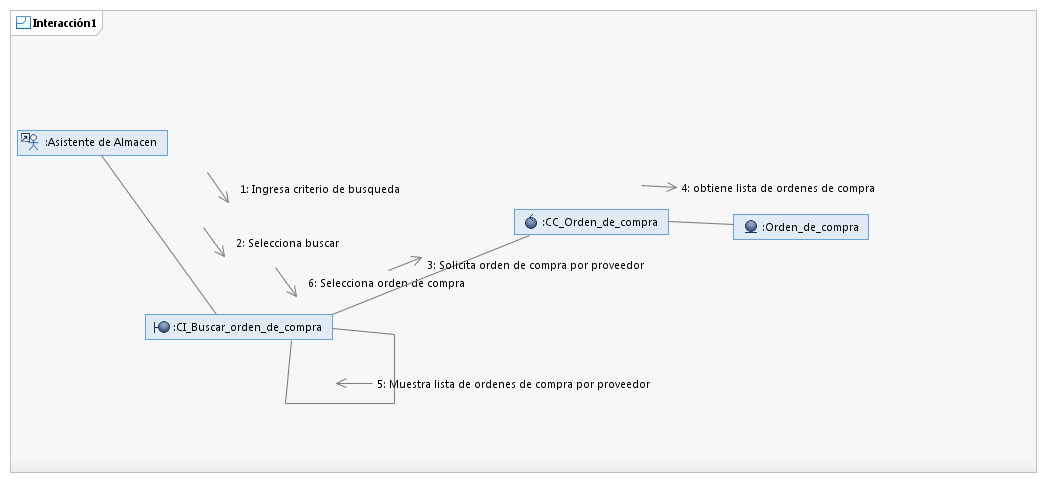 Interacción1
:Asistente de Almacen
1: Ingresa criterio de busqueda
4: obtiene lista de ordenes de compra
:CC_Orden_de_compra
:Orden_de_compra
2: Selecciona buscar
3: Solicita orden de compra por proveedor
6: Selecciona orden de compra
:CI_Buscar_orden_de_compra
5: Muestra lista de ordenes de compra por proveedor